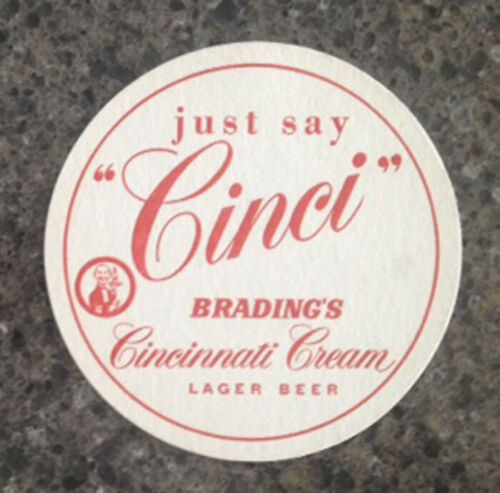 just say
"Cinci"
BRADING'S
Cincinnati Cream
LAGER BEER